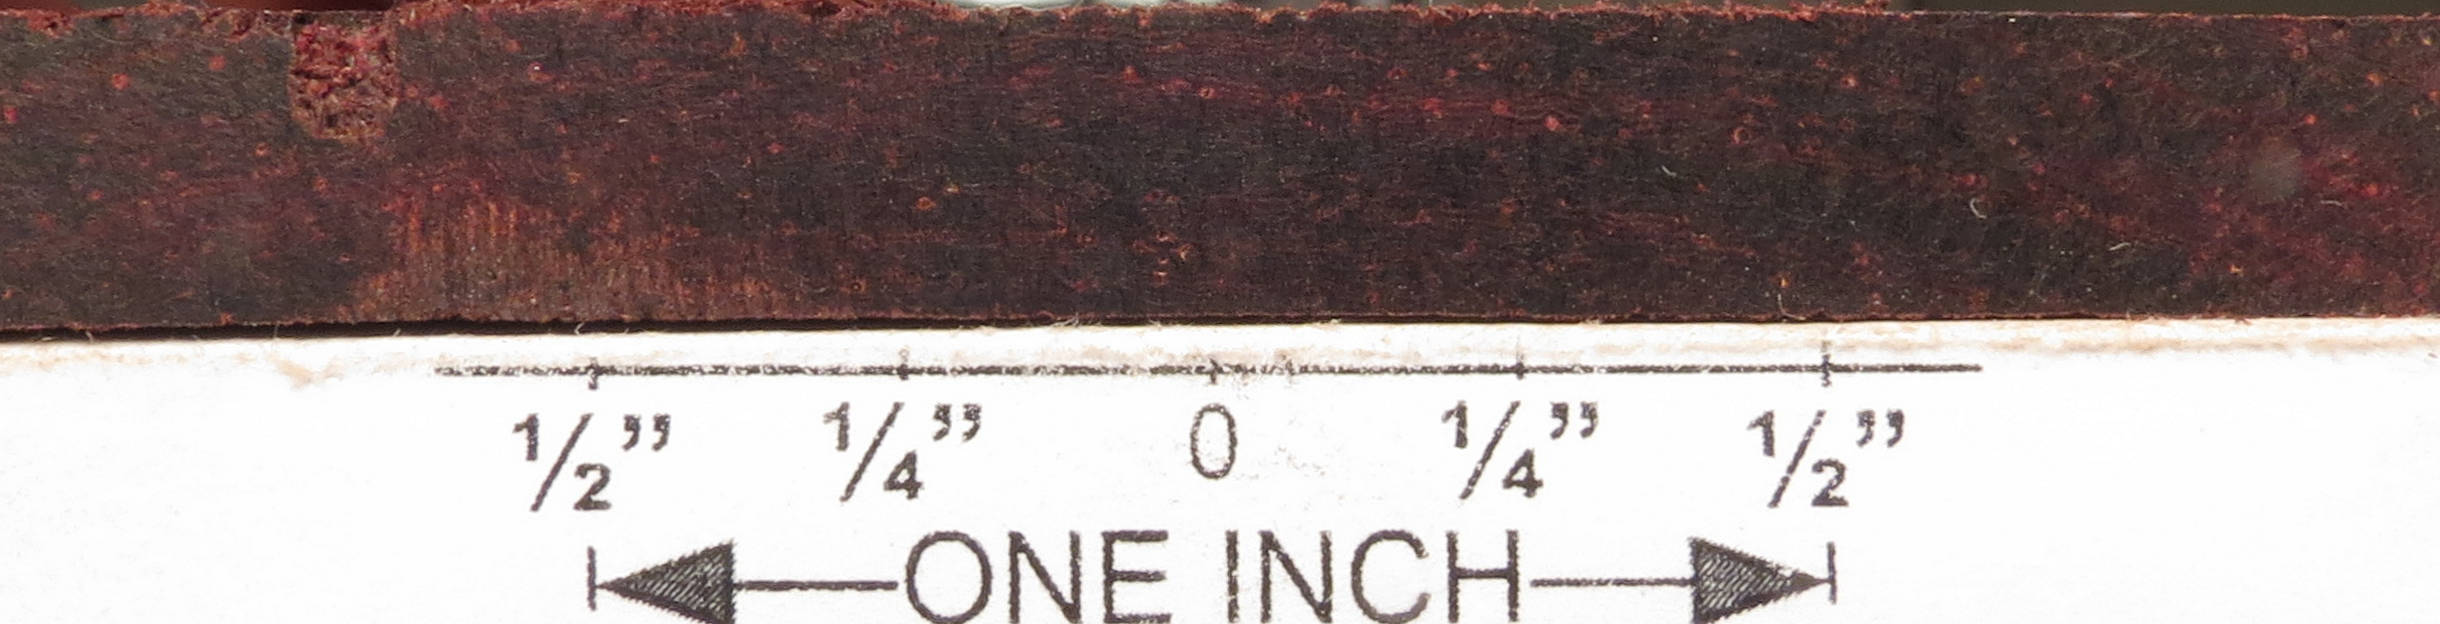 1/2” 1/4” 0 1/4” 1/2”
ONE INCH